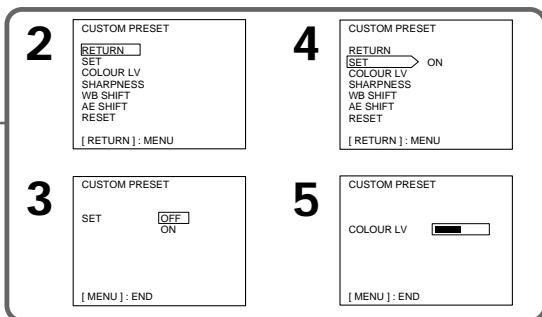 2
CUSTOM PRESET
RETURN
SET
COLOUR LV
SHARPNESS
WB SHIFT
AE SHIFT
RESET
[ RETURN ] : MENU
3
CUSTOM PRESET
SET OFF
ON
[ MENU ] : END
4
CUSTOM PRESET
RETURN
SET ON
COLOUR LV
SHARPNESS
WB SHIFT
AE SHIFT
RESET
[ RETURN ] : MENU
5
CUSTOM PRESET
COLOUR LV
[ MENU ] : END